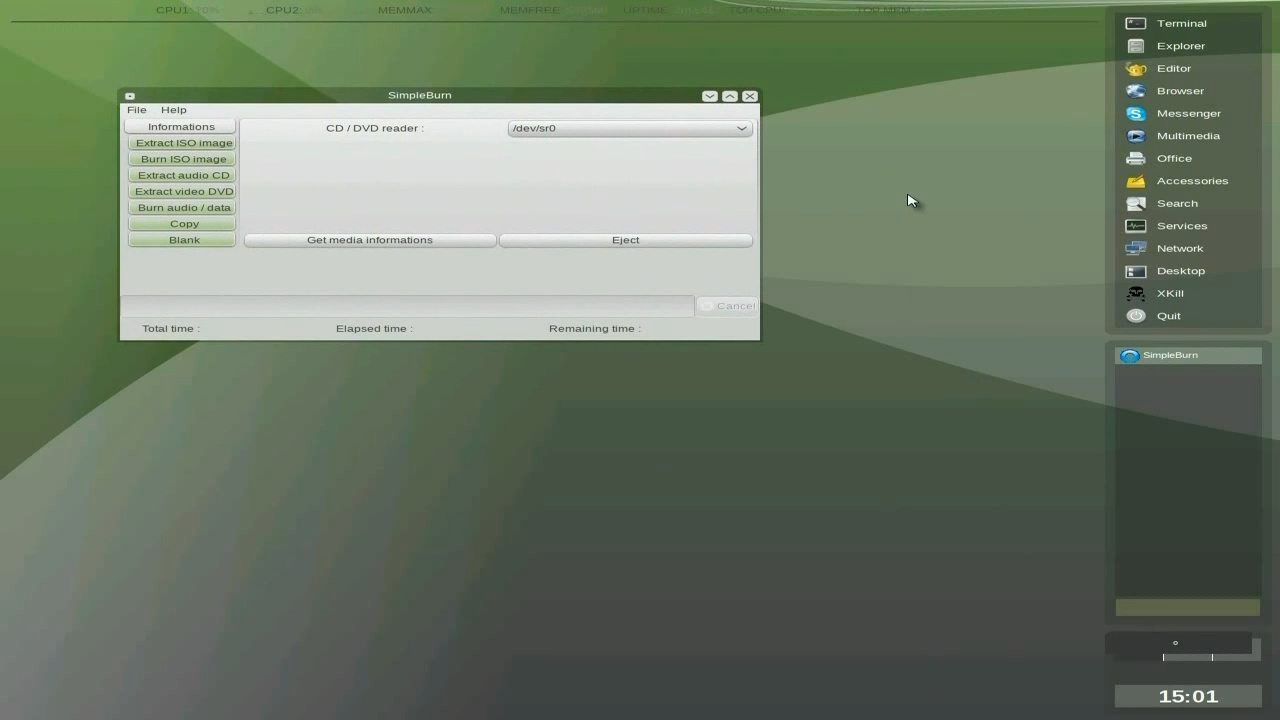 CPU1: 10% CPU2: MEMMAX: MEMFREE: UPTIME:
SimpleBurn
File Help
Informations
Extract ISO image
Burn ISO image
Extract audio CD
Extract video DVD
Burn audio / data
Copy
Blank
CD / DVD reader :
/dev/sr0
Get media informations
Eject
Cancel
Total time :
Elapsed time :
Remaining time :
Terminal
Explorer
Editor
Browser
Messenger
Multimedia
Office
Accessories
Search
Services
Network
Desktop
XKill
Quit
SimpleBurn
15:01